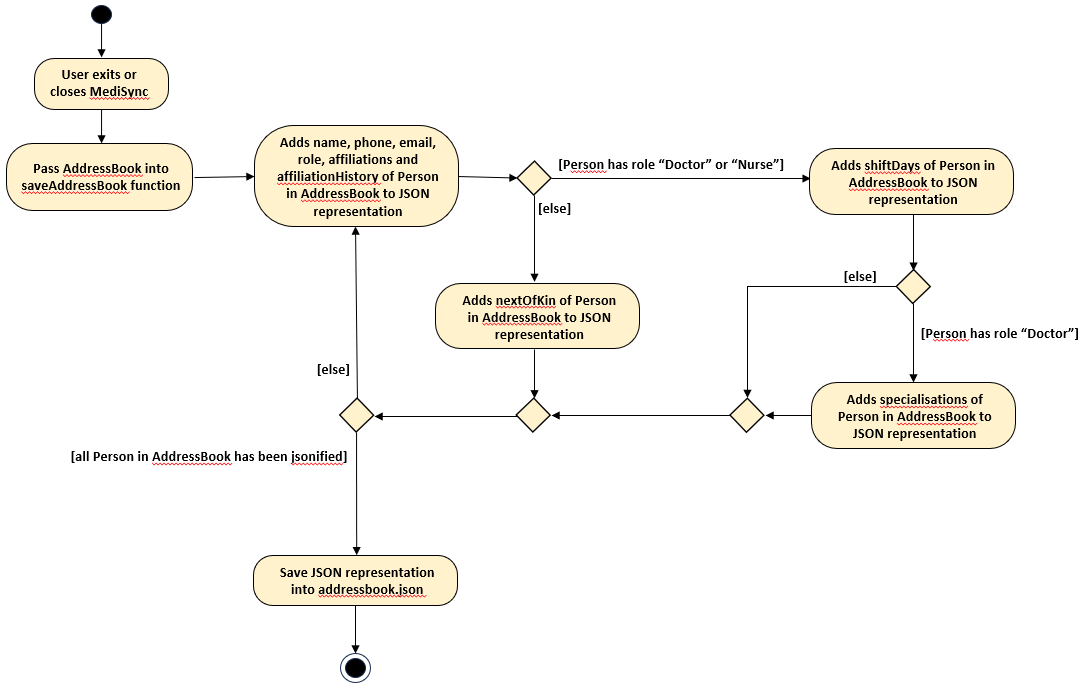 User exits or
closes MediSync
Pass AddressBook into
saveAddressBook function
Adds name, phone, email,
role, affiliations and
affiliationHistory of Person
in AddressBook to JSON
representation
[Person has role “Doctor” or “Nurse”]
[else]
Adds shiftDays of Person in
AddressBook to JSON
representation
[else]
[Person has role “Doctor”]
Adds nextOfKin of Person
in AddressBook to JSON
representation
Adds specialisations of
Person in AddressBook to
JSON representation
[else]
[all Person in AddressBook has been jsonified]
Save JSON representation
into addressbook.json